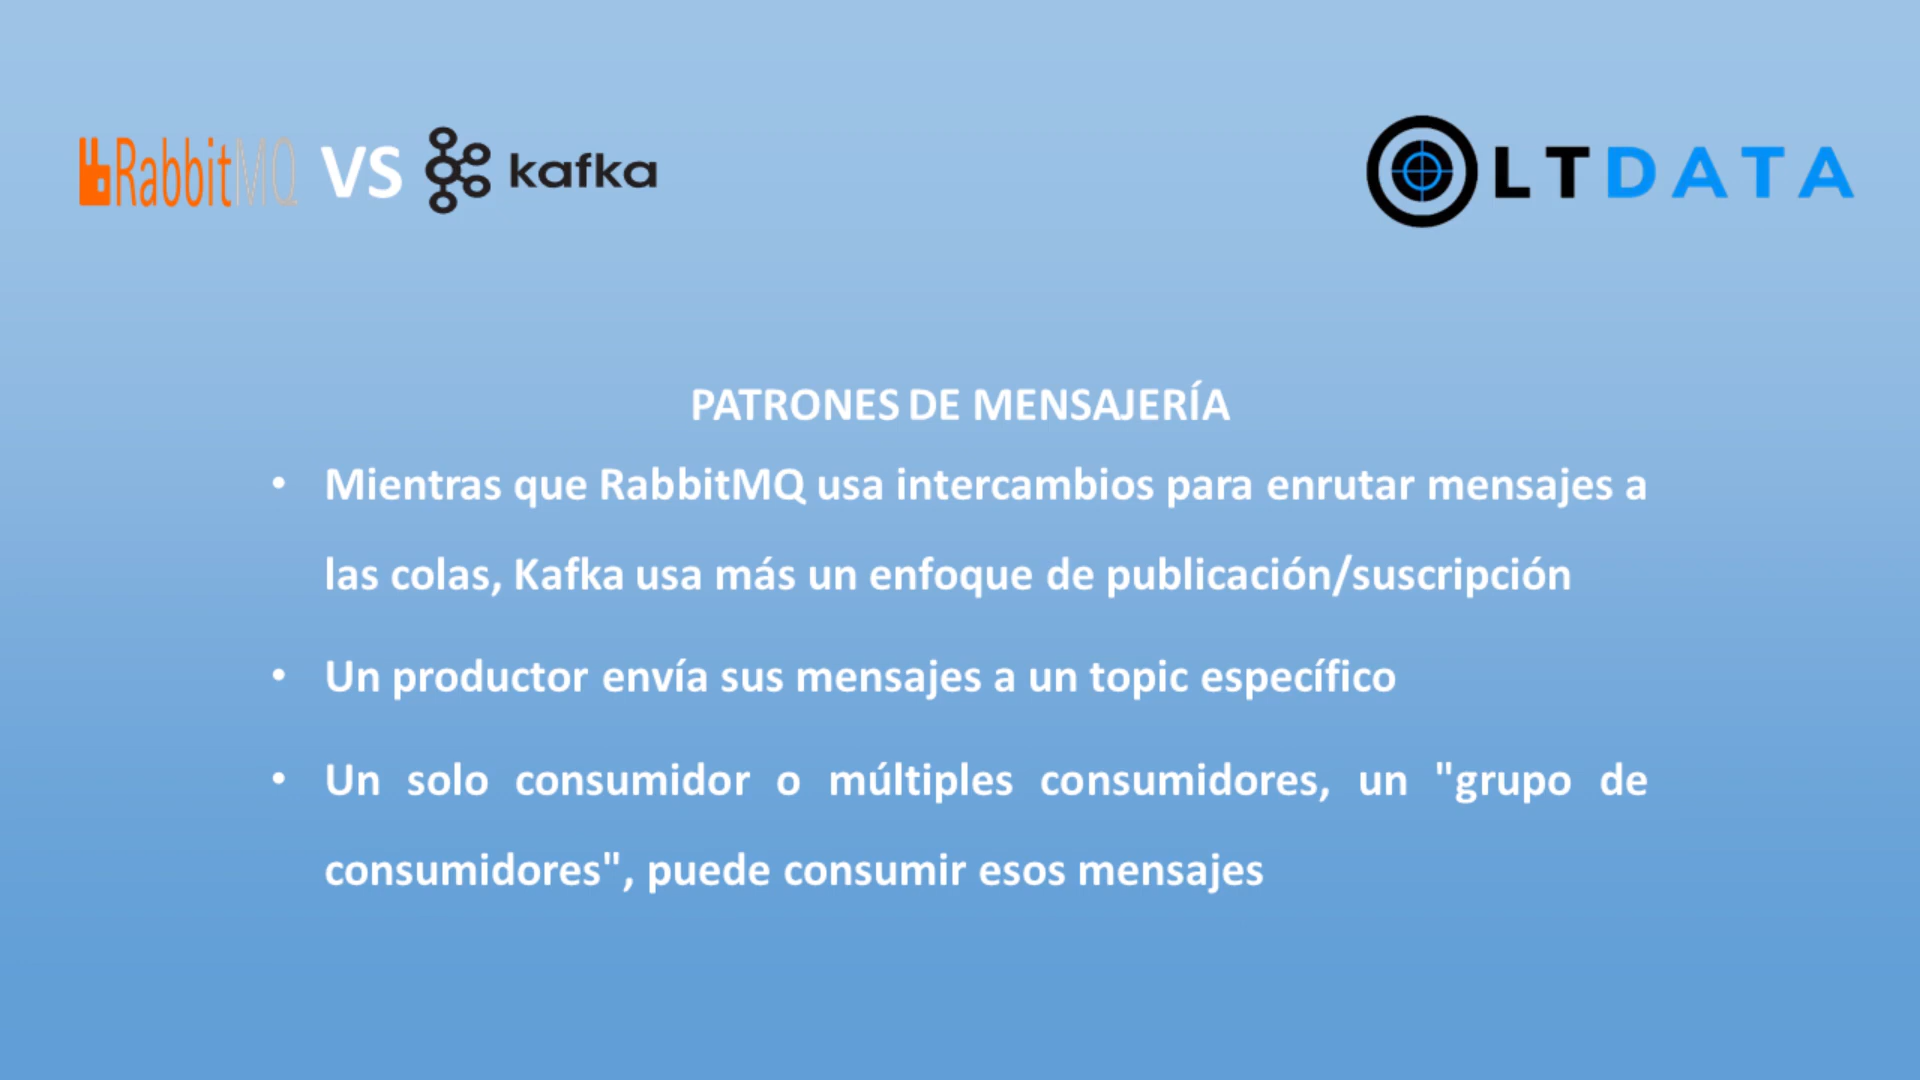 RabbitMQ VS kafka
LTDATA
PATRONES DE MENSAJERÍA
• Mientras que RabbitMQ usa intercambios para enrutar mensajes a
las colas, Kafka usa más un enfoque de publicación/suscripción
• Un productor envía sus mensajes a un topic específico
• Un solo consumidor o múltiples consumidores, un "grupo de
consumidores", puede consumir esos mensajes